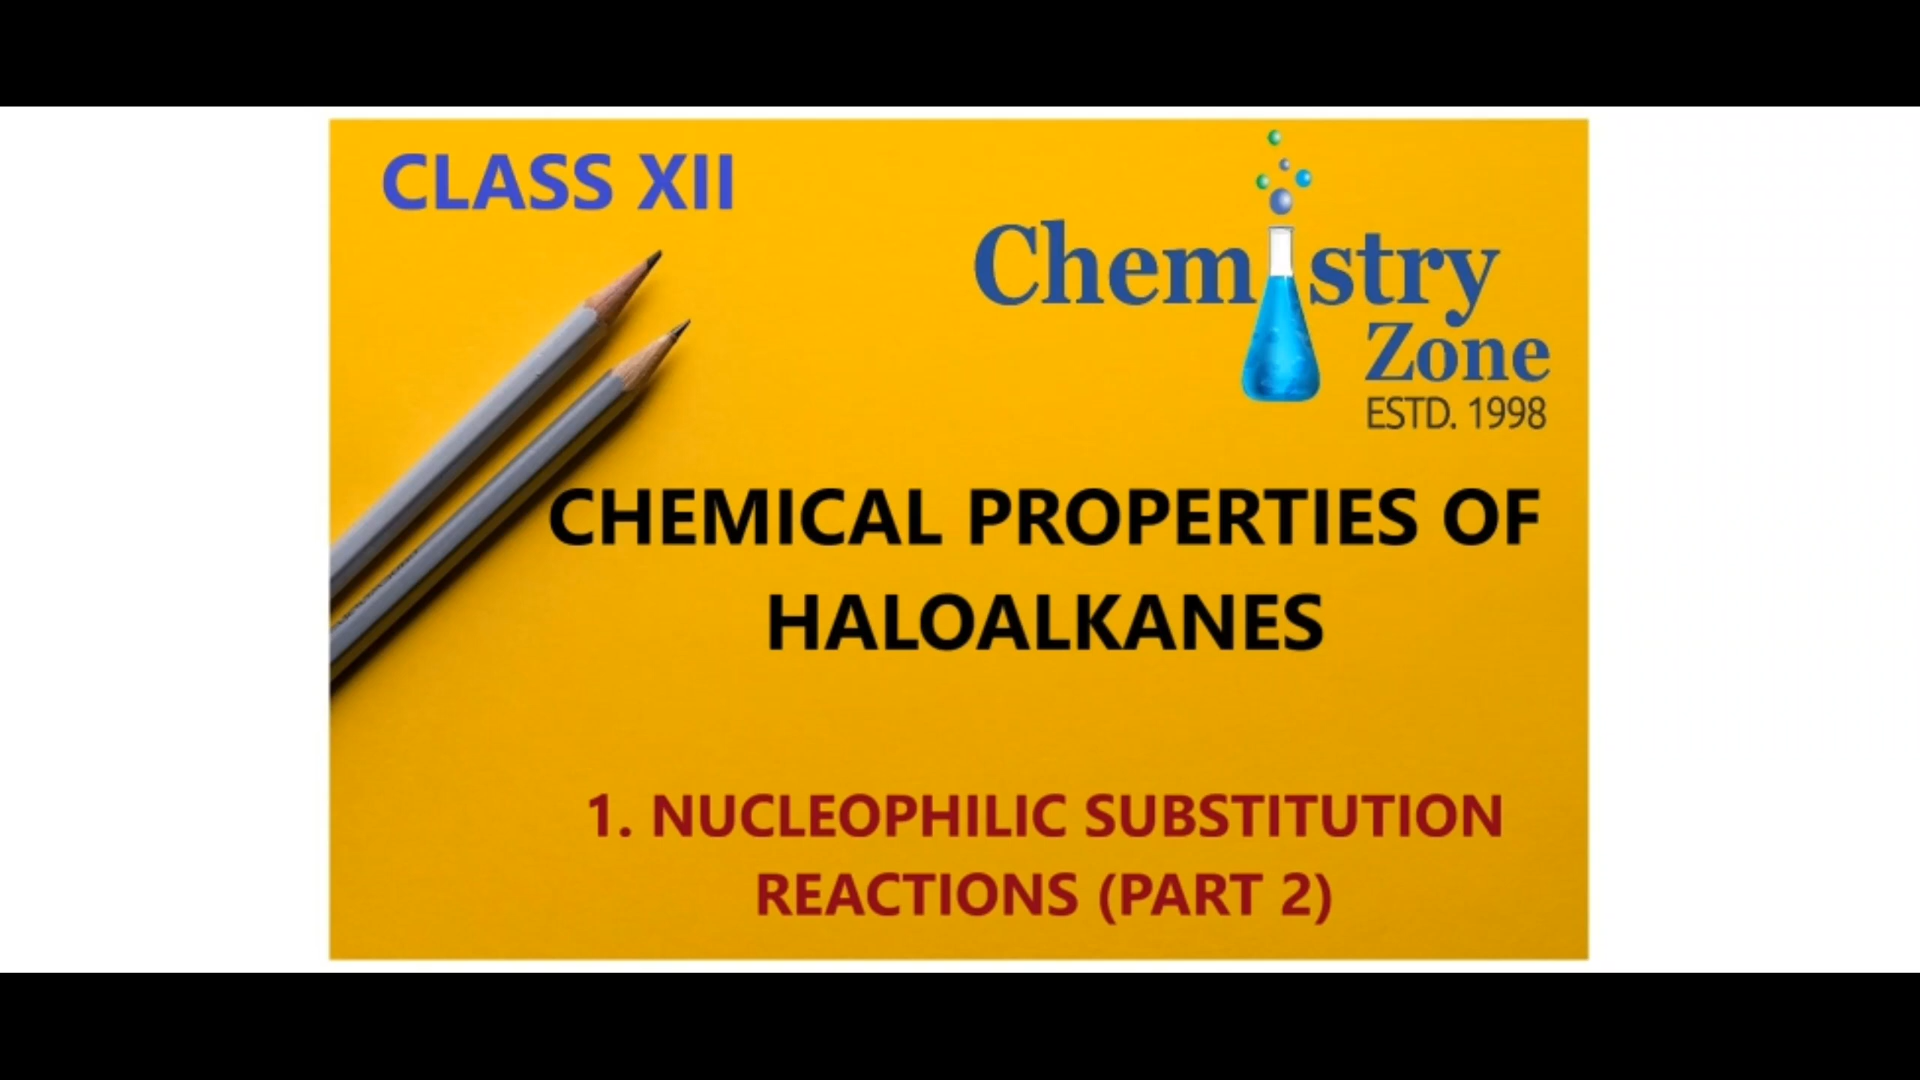 CLASS XII
Chemistry
Zone
ESTD. 1998
CHEMICAL PROPERTIES OF
HALOALKANES
1. NUCLEOPHILIC SUBSTITUTION
REACTIONS (PART 2)